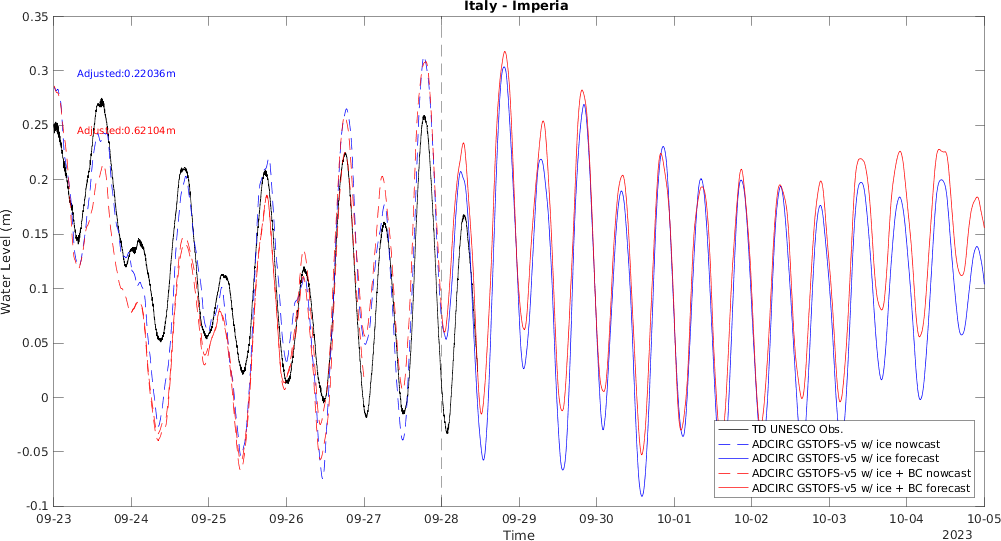 Italy - Imperia
Water Level (m)
0.35
0.3
0.25
0.2
0.15
0.1
0.05
0
-0.05
-0.1
Adjusted:0.22036m
Adjusted:0.62104m
TD UNESCO Obs.
ADCIRC GSTOFS-v5 w/ ice nowcast
ADCIRC GSTOFS-v5 w/ ice forecast
ADCIRC GSTOFS-v5 w/ ice + BC nowcast
ADCIRC GSTOFS-v5 w/ ice + BC forecast
09-23 09-24 09-25 09-26 09-27 09-28 09-29 09-30 10-01 10-02 10-03 10-04 10-05
Time
2023